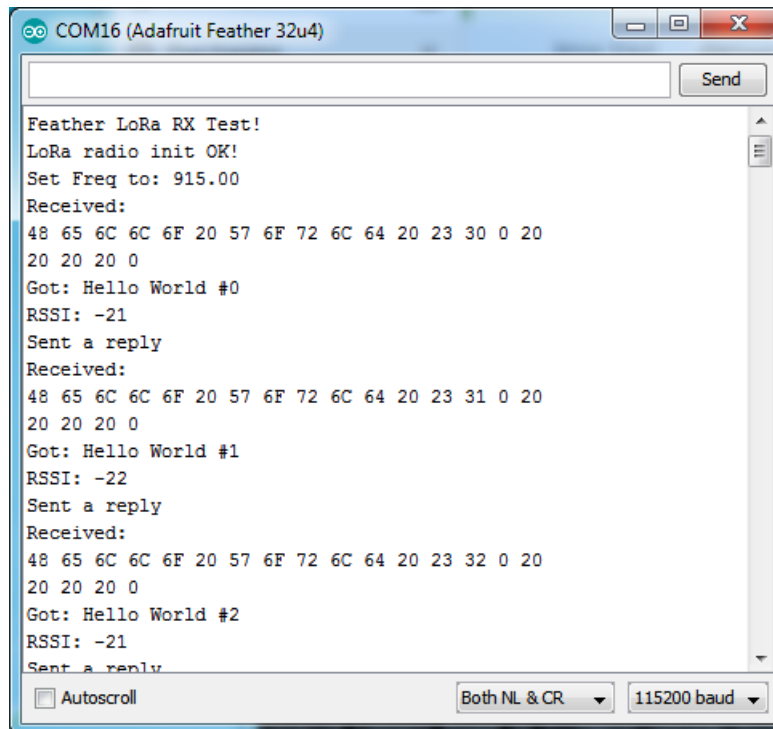 COM16 (Adafruit Feather 32u4)
Send
Feather LoRa RX Test!
LoRa radio init OK!
Set Freq to: 915.00
Received:
48 65 6C 6C 6F 20 57 6F 72 6C 64 20 23 30 0 20
20 20 20 0
Got: Hello World #0
RSSI: -21
Sent a reply
Received:
48 65 6C 6C 6F 20 57 6F 72 6C 64 20 23 31 0 20
20 20 20 0
Got: Hello World #1
RSSI: -22
Sent a reply
Received:
48 65 6C 6C 6F 20 57 6F 72 6C 64 20 23 32 0 20
20 20 20 0
Got: Hello World #2
RSSI: -21
Sent a reply
Autoscroll
Both NL & CR
115200 baud